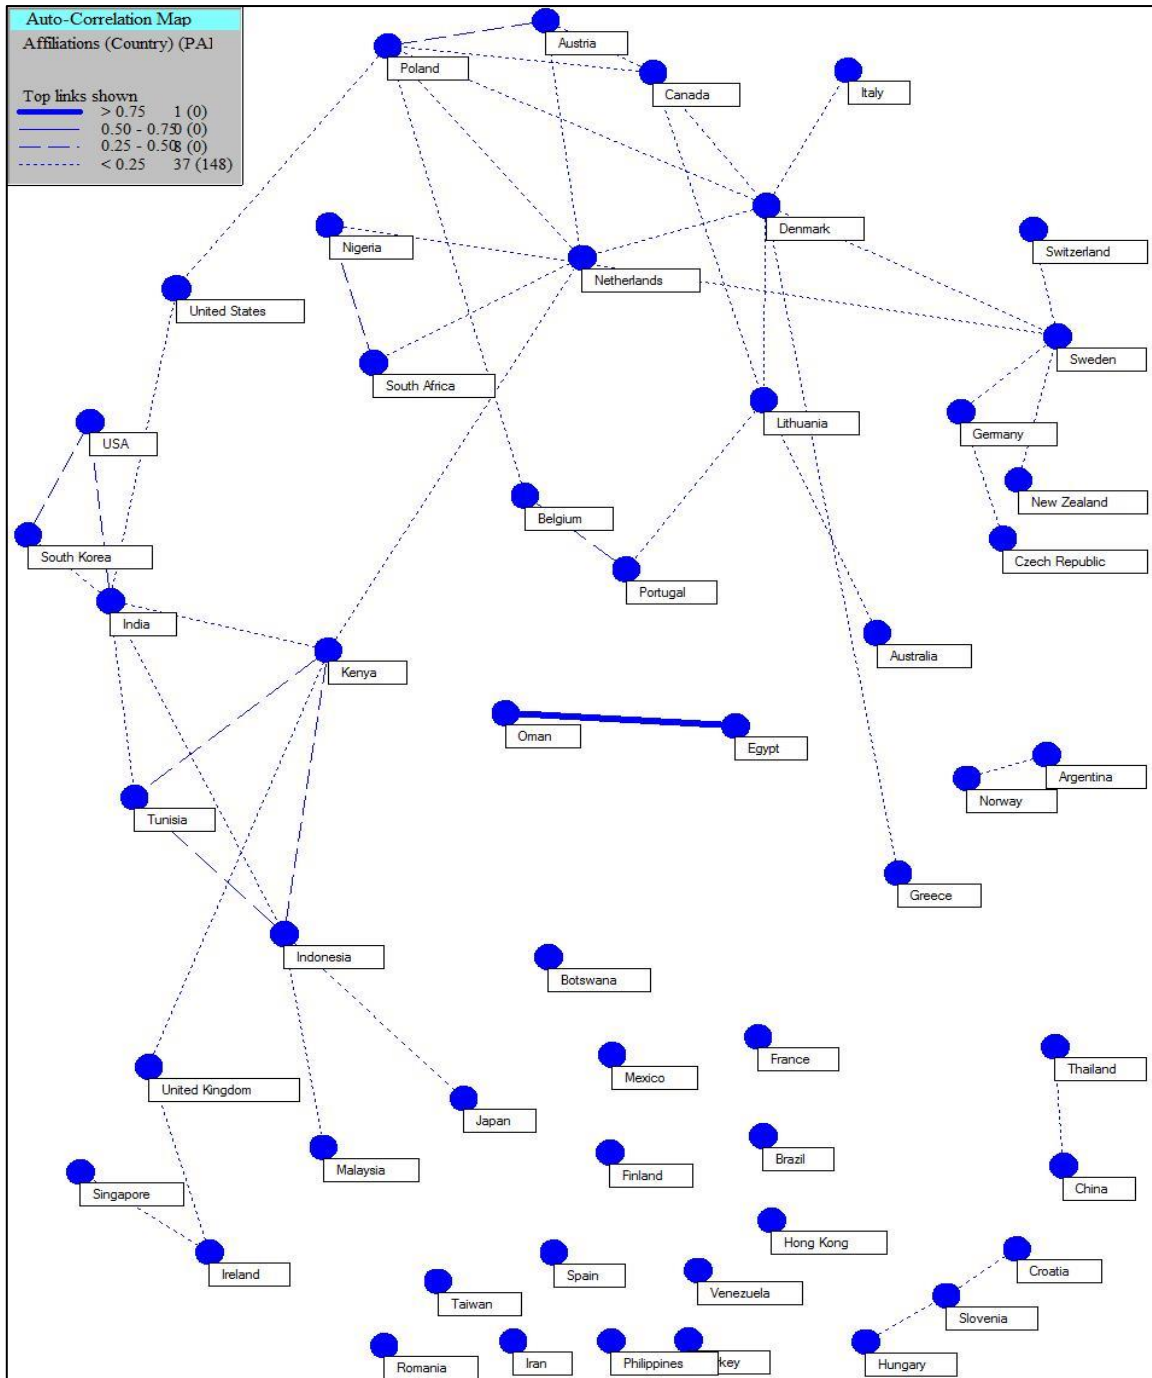 Auto-Correlation Map
Affiliations (Country) (PAI
Top links shown
> 0.75 1 (0)
0.50 - 0.75 0 (0)
0.25 - 0.50 8 (0)
< 0.25 37 (148)
Austria
Poland
Canada
Italy
Denmark
Nigeria
Switzerland
Netherlands
United States
Sweden
South Africa
Lithuania
Germany
USA
New Zealand
Belgium
South Korea
Czech Republic
Portugal
India
Australia
Kenya
Oman
Egypt
Argentina
Norway
Tunisia
Greece
Indonesia
Botswana
France
Thailand
Mexico
United Kingdom
Japan
Brazil
Malaysia
Finland
China
Singapore
Hong Kong
Croatia
Ireland
Spain
Venezuela
Taiwan
Slovenia
Romania
Iran
Philippines
key
Hungary